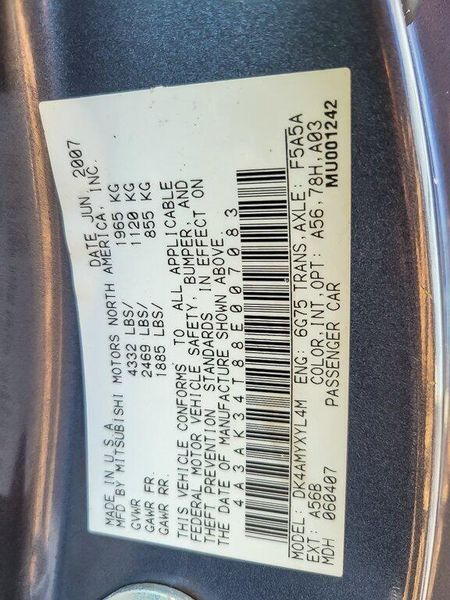 MADE IN U.S.A. DATE JUN, 2007
MFD BY MITSUBISHI MOTORS NORTH AMERICA, INC.
GVWR 4332 LBS/ 1965 KG
GAWR FR. 2469 LBS/ 1120 KG
GAWR RR. 1885 LBS/ 855 KG
THIS VEHICLE CONFORMS TO ALL APPLICABLE
FEDERAL MOTOR VEHICLE SAFETY, BUMPER, AND
THEFT PREVENTION STANDARDS IN EFFECT ON
THE DATE OF MANUFACTURE SHOWN ABOVE.
4A3AK34T88E007083
MODEL: DK4AMYXYL4M ENG: 6G75 TRANS,AXLE: F5A5A
EXT: A56B COLOR,INT,OPT: A56,78H,A03
MDH 060407 PASSENGER CAR MU001242